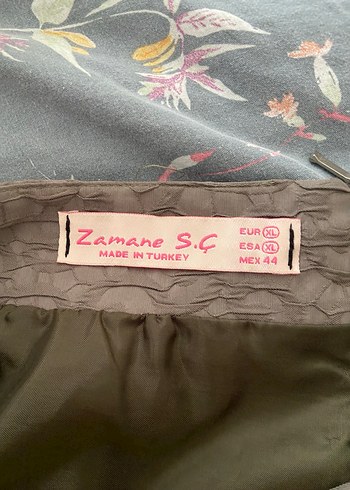 Zamane S.Ç
MADE IN TURKEY
EUR XL
ESA XL
MEX 44